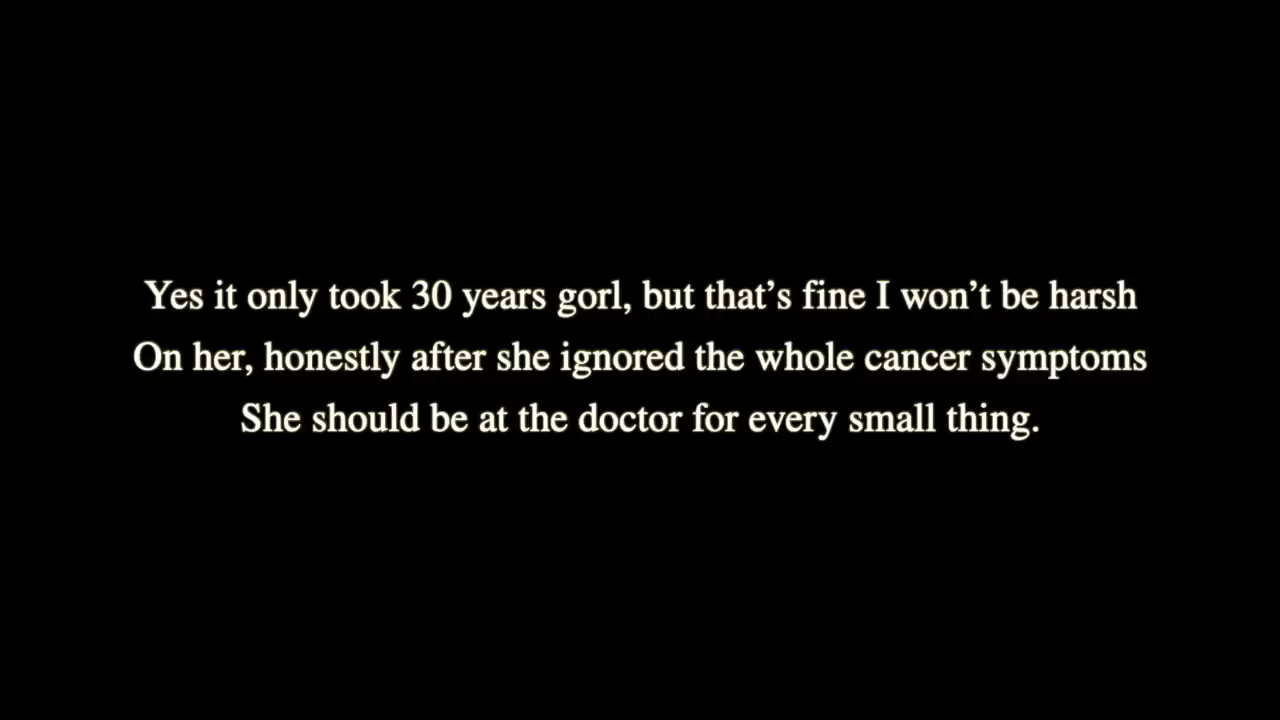 Yes it only took 30 years gorl, but that’s fine I won’t be harsh
On her, honestly after she ignored the whole cancer symptoms
She should be at the doctor for every small thing.